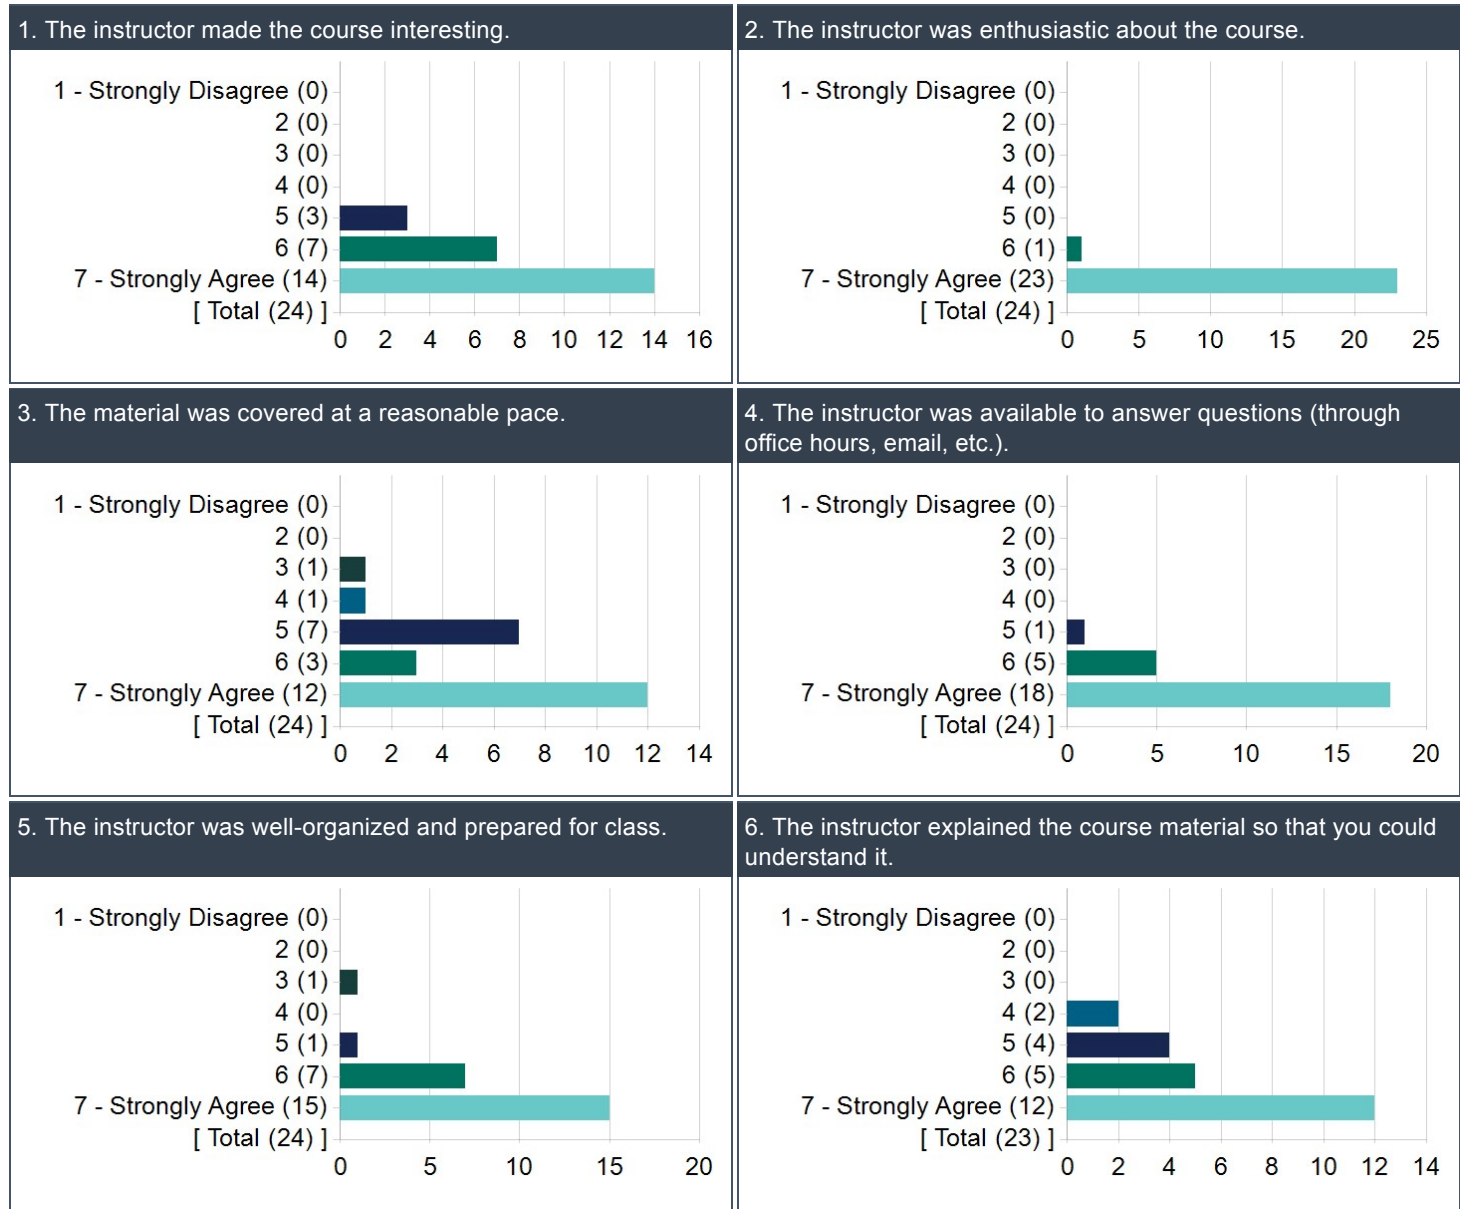 1. The instructor made the course interesting.
1 - Strongly Disagree (0)
2 (0)
3 (0)
4 (0)
5 (3)
6 (7)
7 - Strongly Agree (14)
[ Total (24) ]
0 2 4 6 8 10 12 14 16
2. The instructor was enthusiastic about the course.
1 - Strongly Disagree (0)
2 (0)
3 (0)
4 (0)
5 (0)
6 (1)
7 - Strongly Agree (23)
[ Total (24) ]
0 5 10 15 20 25
3. The material was covered at a reasonable pace.
1 - Strongly Disagree (0)
2 (0)
3 (1)
4 (1)
5 (7)
6 (3)
7 - Strongly Agree (12)
[ Total (24) ]
0 2 4 6 8 10 12 14
4. The instructor was available to answer questions (through
office hours, email, etc.).
1 - Strongly Disagree (0)
2 (0)
3 (0)
4 (0)
5 (1)
6 (5)
7 - Strongly Agree (18)
[ Total (24) ]
0 5 10 15 20
5. The instructor was well-organized and prepared for class.
1 - Strongly Disagree (0)
2 (0)
3 (1)
4 (0)
5 (1)
6 (7)
7 - Strongly Agree (15)
[ Total (24) ]
0 5 10 15 20
6. The instructor explained the course material so that you could
understand it.
1 - Strongly Disagree (0)
2 (0)
3 (0)
4 (2)
5 (4)
6 (5)
7 - Strongly Agree (12)
[ Total (23) ]
0 2 4 6 8 10 12 14